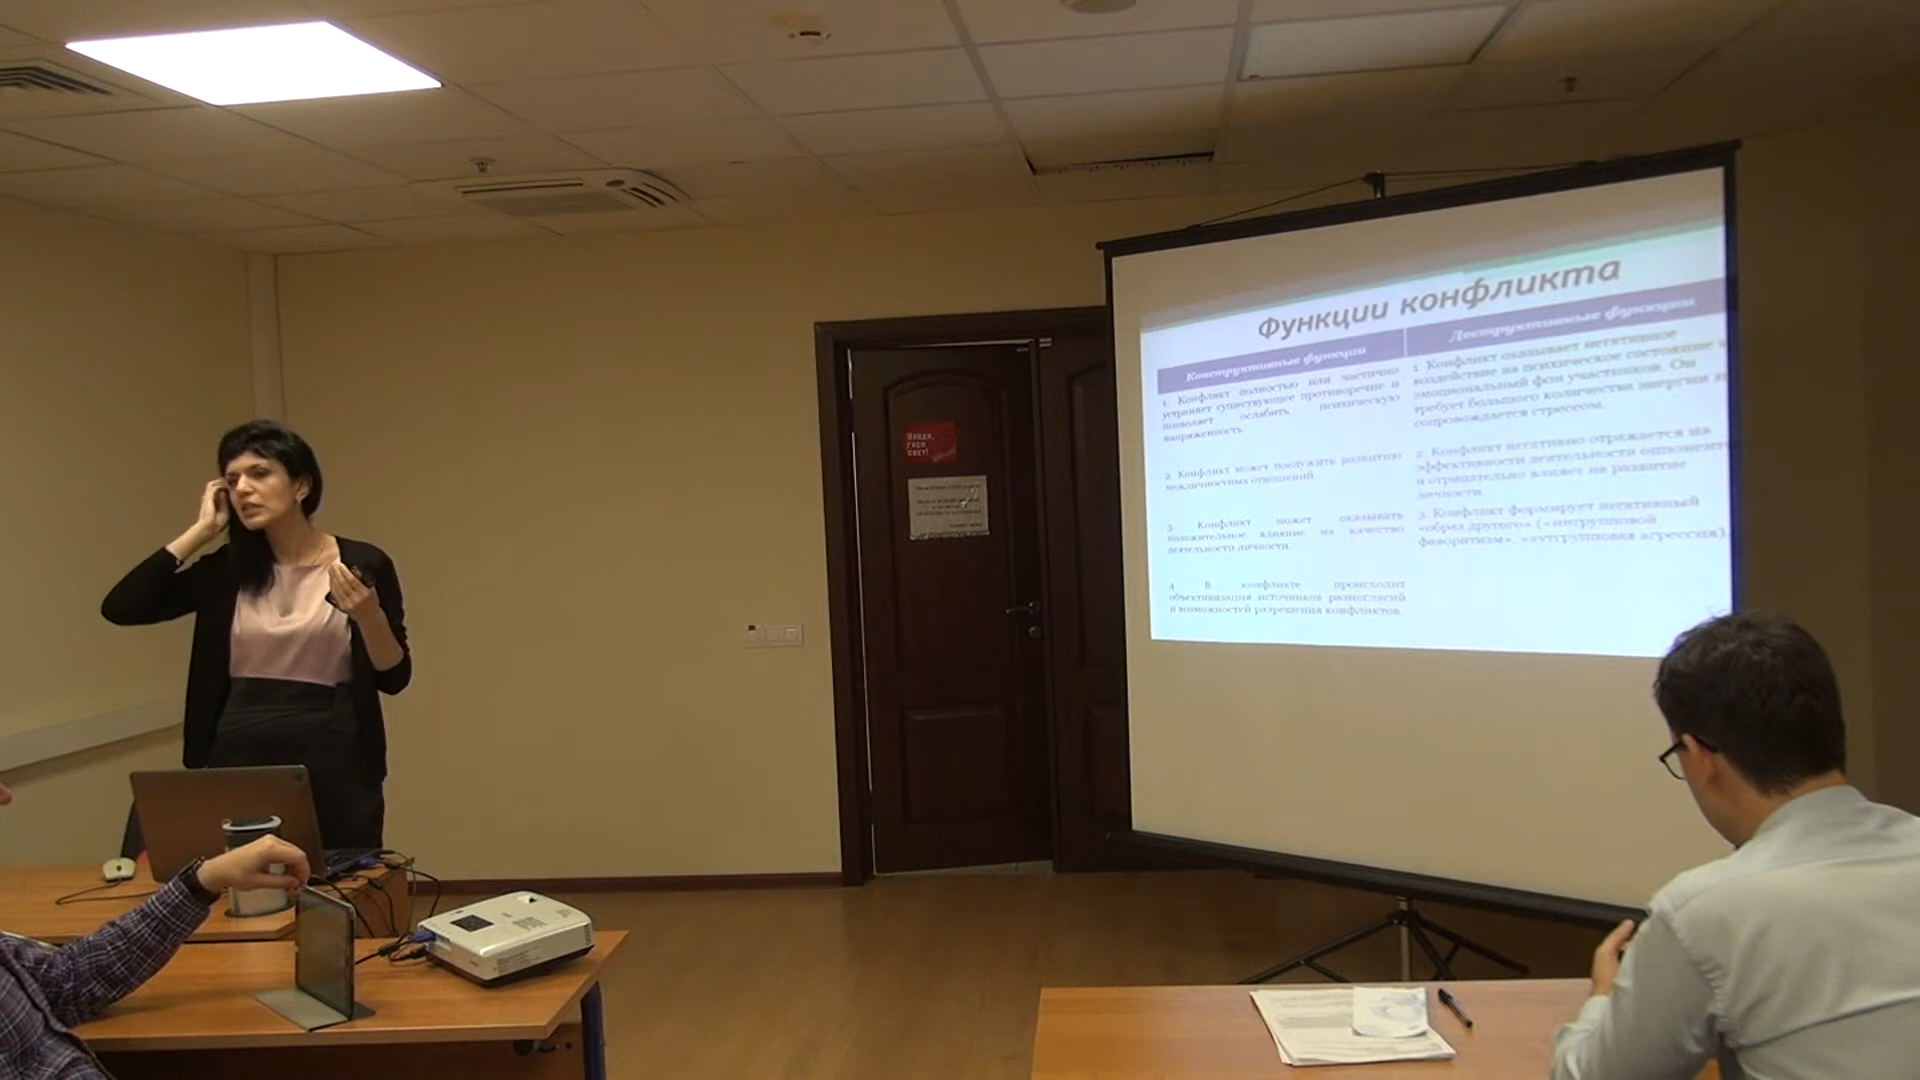 Функции конфликта
Конструктивные функции
Деструктивные функции
1. Конфликт полностью или частично
устраняет существующее противоречие и
позволяет ослабить психическую
напряженность.
2. Конфликт может послужить развитию
межличностных отношений
3. Конфликт может оказывать
положительное влияние на качество
деятельности личности.
4. В конфликте происходит
объективизация источников разногласий
и возможностей разрешения конфликтов
1. Конфликт оказывает негативное
воздействие на психическое состояние и
эмоциональный фон участников. Он
требует большого количества энергии и
сопровождается стрессом.
2. Конфликт негативно отражается на
эффективности деятельности
и отрицательно влияет на развитие
личности.
3. Конфликт формирует негативный
«образ другого» («ингрупповой
фаворитизм», «аутгрупповая агрессия).
Уходя,
гаси
свет!